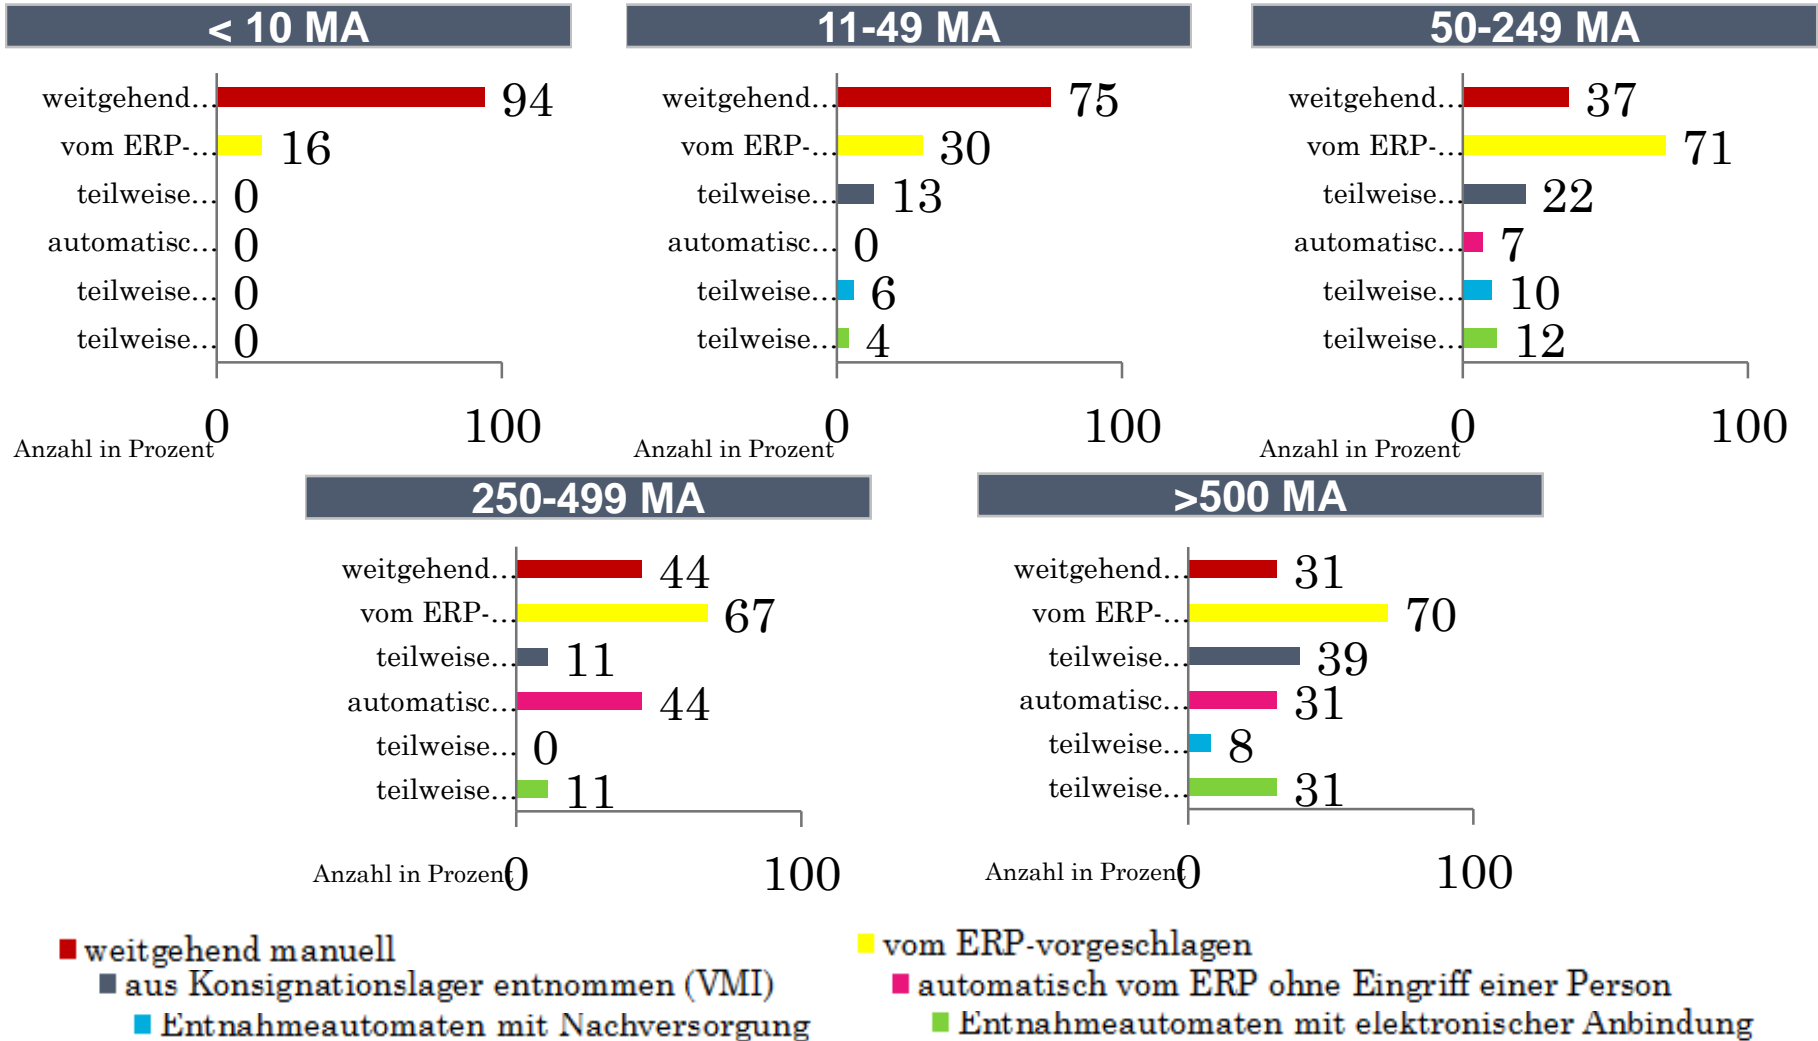 < 10 MA
11-49 MA
50-249 MA
weitgehend... 94
vom ERP-... 16
teilweise... 0
automatisc... 0
teilweise... 0
teilweise... 0
0 100
Anzahl in Prozent
weitgehend... 75
vom ERP-... 30
teilweise... 13
automatisc... 0
teilweise... 6
teilweise... 4
0 100
Anzahl in Prozent
weitgehend... 37
vom ERP-... 71
teilweise... 22
automatisc... 7
teilweise... 10
teilweise... 12
0 100
Anzahl in Prozent
250-499 MA
>500 MA
weitgehend... 44
vom ERP-... 67
teilweise... 11
automatisc... 44
teilweise... 0
teilweise... 11
Anzahl in Prozent 0 100
weitgehend... 31
vom ERP-... 70
teilweise... 39
automatisc... 31
teilweise... 8
teilweise... 31
Anzahl in Prozent 0 100
weitgehend manuell
vom ERP-vorgeschlagen
aus Konsignationslager entnommen (VMI)
automatisch vom ERP ohne Eingriff einer Person
Entnahmeautomaten mit Nachversorgung
Entnahmeautomaten mit elektronischer Anbindung